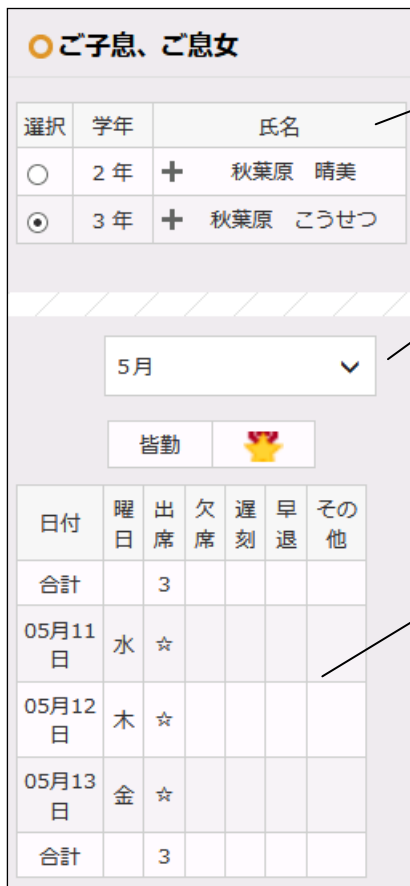 ご子息、ご息女
選択 学年 氏名
2 年 秋葉原 晴美
3 年 秋葉原 こうせつ
5月
皆勤
日付 曜日 出席 欠席 遅刻 早退 その他
合計 3
05月11日 水 ☆
05月12日 木 ☆
05月13日 金 ☆
合計 3